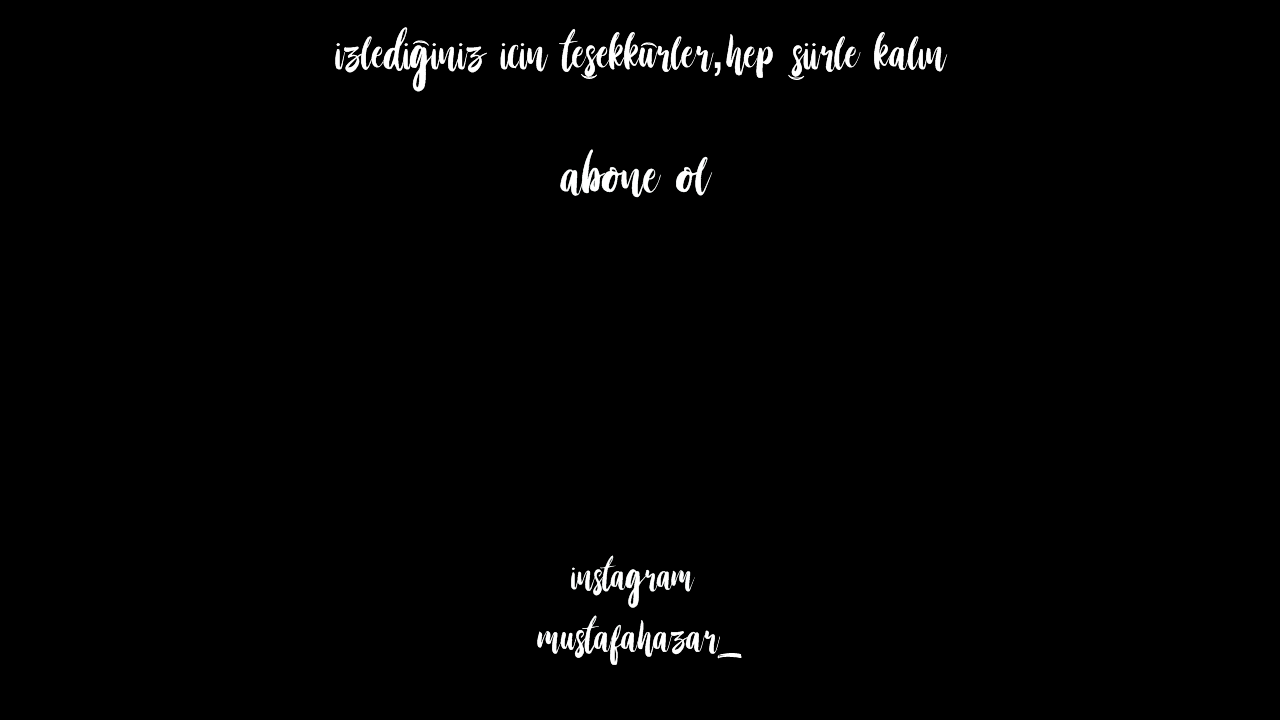 izlediğiniz icin teşekkürler,hep şiirle kalın
abone ol
instagram
mustafahazar_